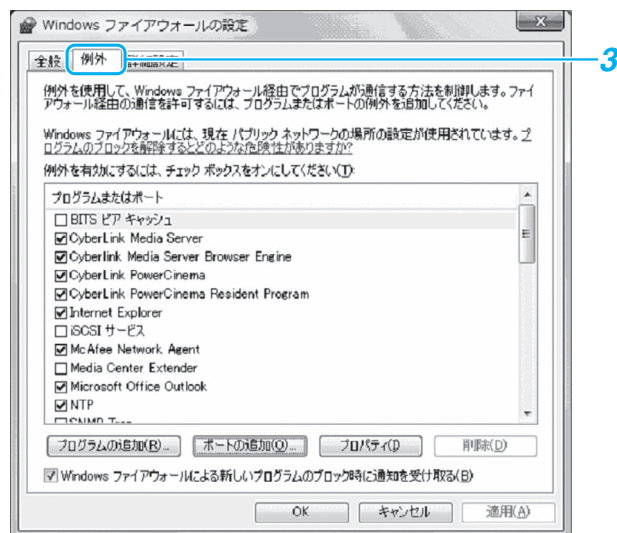 Windows ファイアウォールの設定
全般
例外
詳細設定
3
例外を使用して、Windows ファイアウォール経由でプログラムが通信する方法を制御します。ファイ
アウォール経由の通信を許可するには、プログラムまたはポートの例外を追加してください。
Windows ファイアウォールには、現在 パブリック ネットワークの場所の設定が使用されています。プ
ログラムのブロックを解除するとどのような危険性がありますか?
例外を有効にするには、チェック ボックスをオンにしてください(T):
プログラムまたはポート
BITS ピア キャッシュ
CyberLink Media Server
Cyberlink Media Server Browser Engine
CyberLink PowerCinema
CyberLink PowerCinema Resident Program
Internet Explorer
iSCSI サービス
McAfee Network Agent
Media Center Extender
Microsoft Office Outlook
NTP
SNMP Trap
プログラムの追加(R)...
ポートの追加(O)...
プロパティ(I)
削除(D)
Windows ファイアウォールによる新しいプログラムのブロック時に通知を受け取る(B)
OK
キャンセル
適用(A)